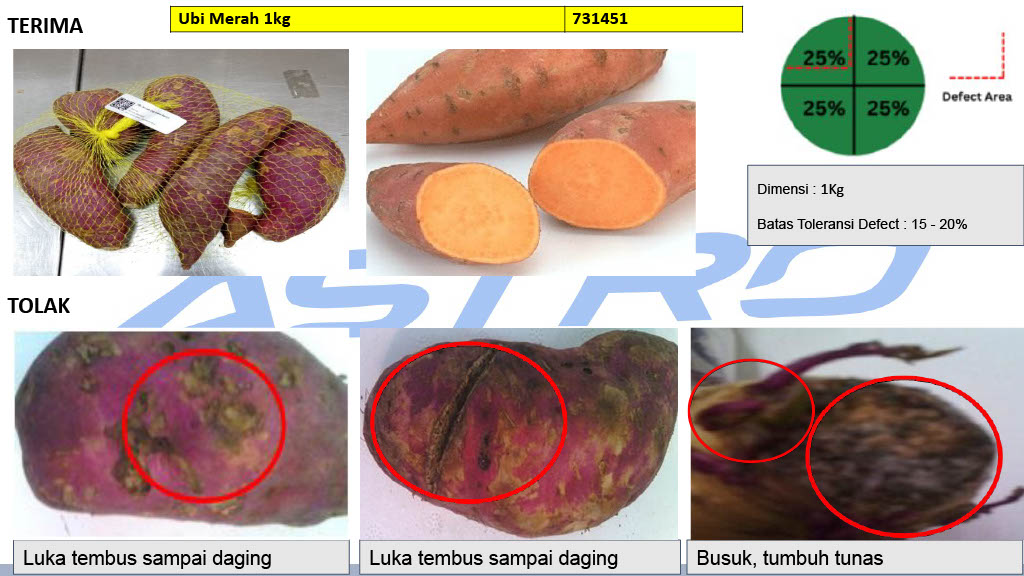 TERIMA
Ubi Merah 1kg
731451
25% 25%
25% 25%
Defect Area
Dimensi : 1Kg
Batas Toleransi Defect : 15 - 20%
ASTRO
TOLAK
Luka tembus sampai daging
Luka tembus sampai daging
Busuk, tumbuh tunas